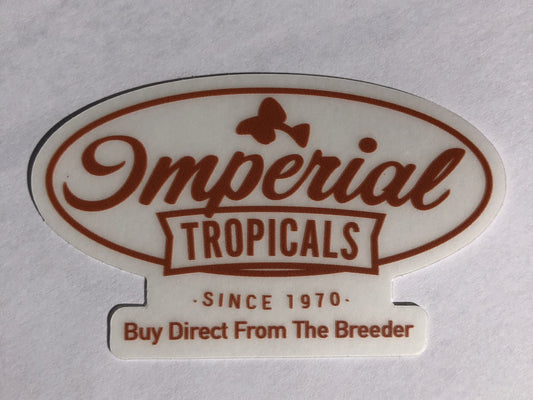 Imperial
TROPICALS
·SINCE 1970·
Buy Direct From The Breeder